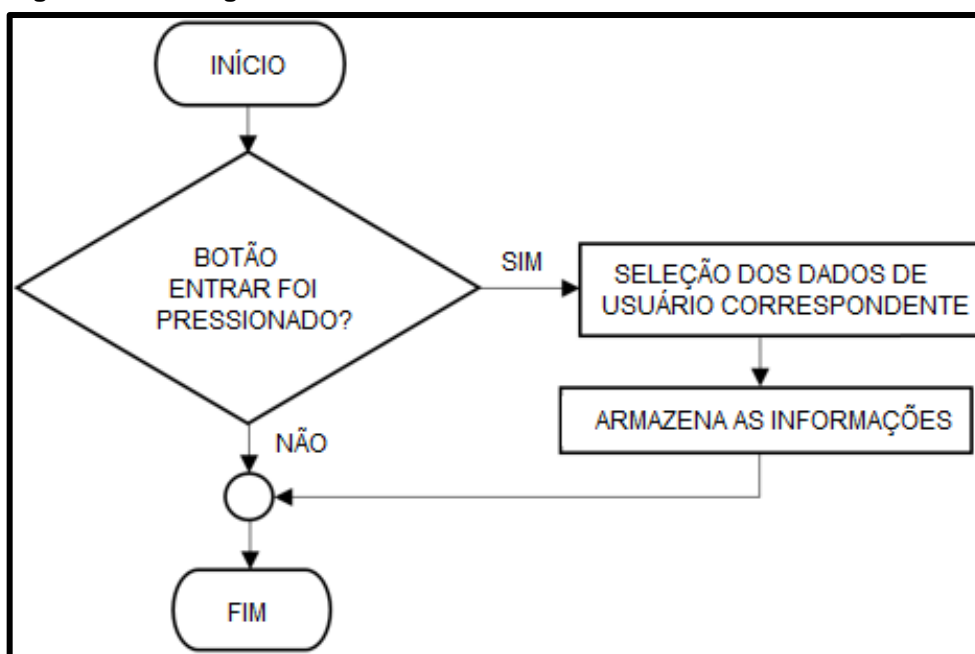 INÍCIO
BOTÃO
ENTRAR FOI
PRESSIONADO?
SIM
SELEÇÃO DOS DADOS DE
USUÁRIO CORRESPONDENTE
ARMAZENA AS INFORMAÇÕES
NÃO
FIM